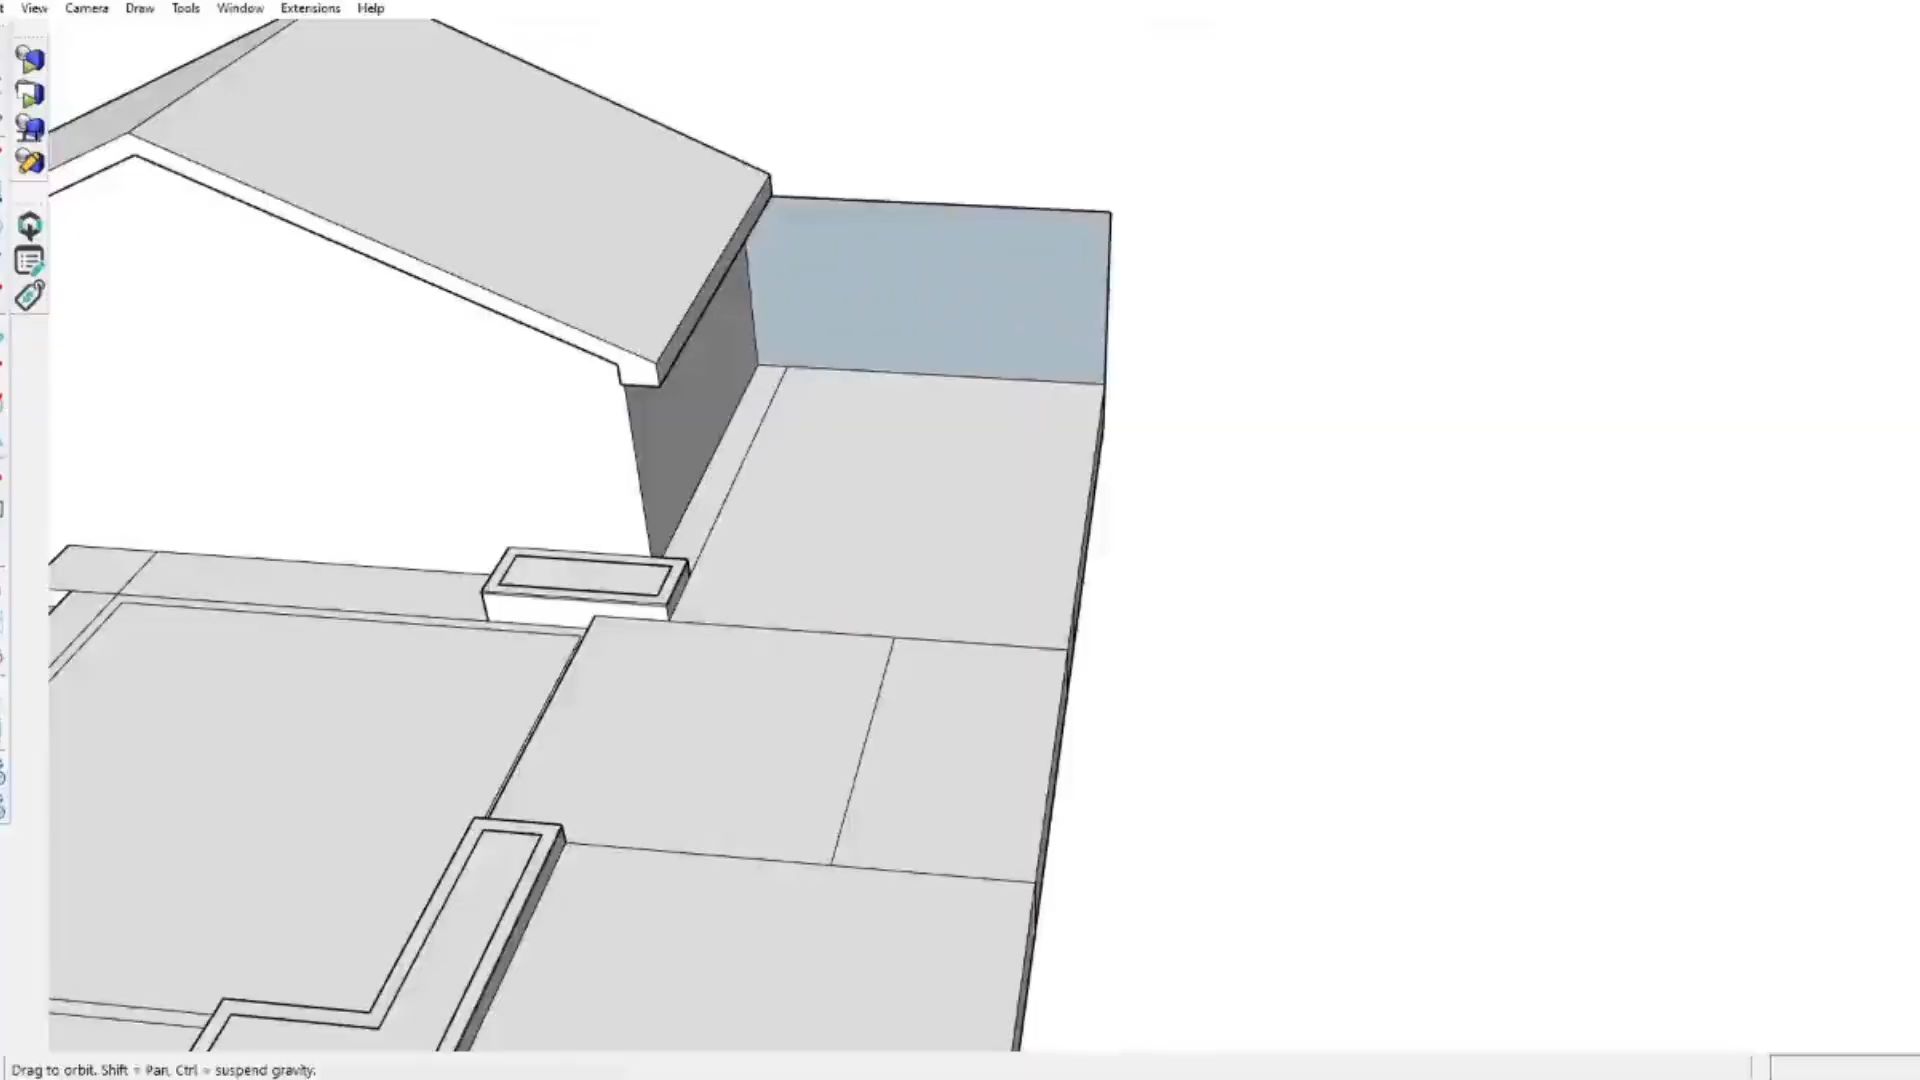 View Camera Draw Tools Window Extensions Help
Drag to orbit. Shift = Pan, Ctrl = suspend gravity.